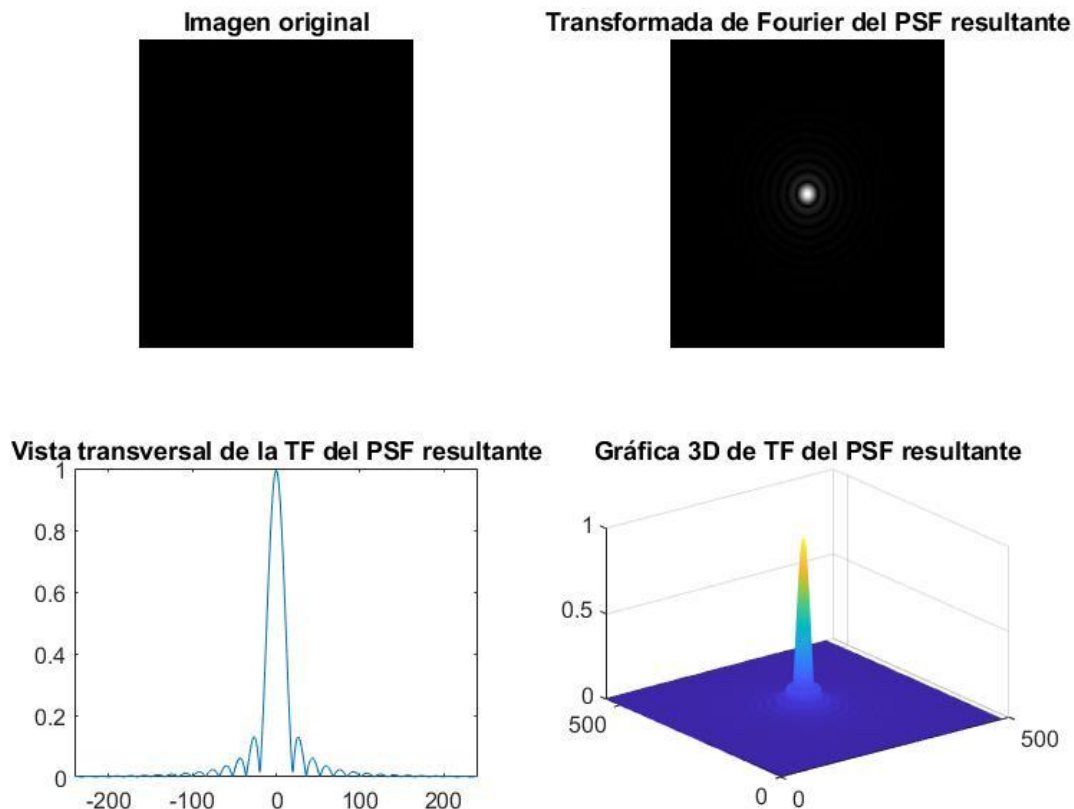 Imagen original
Transformada de Fourier del PSF resultante
Vista transversal de la TF del PSF resultante
1
0.8
0.6
0.4
0.2
0
-200 -100 0 100 200
Gráfica 3D de TF del PSF resultante
1
0.5
0
500
0 0
500